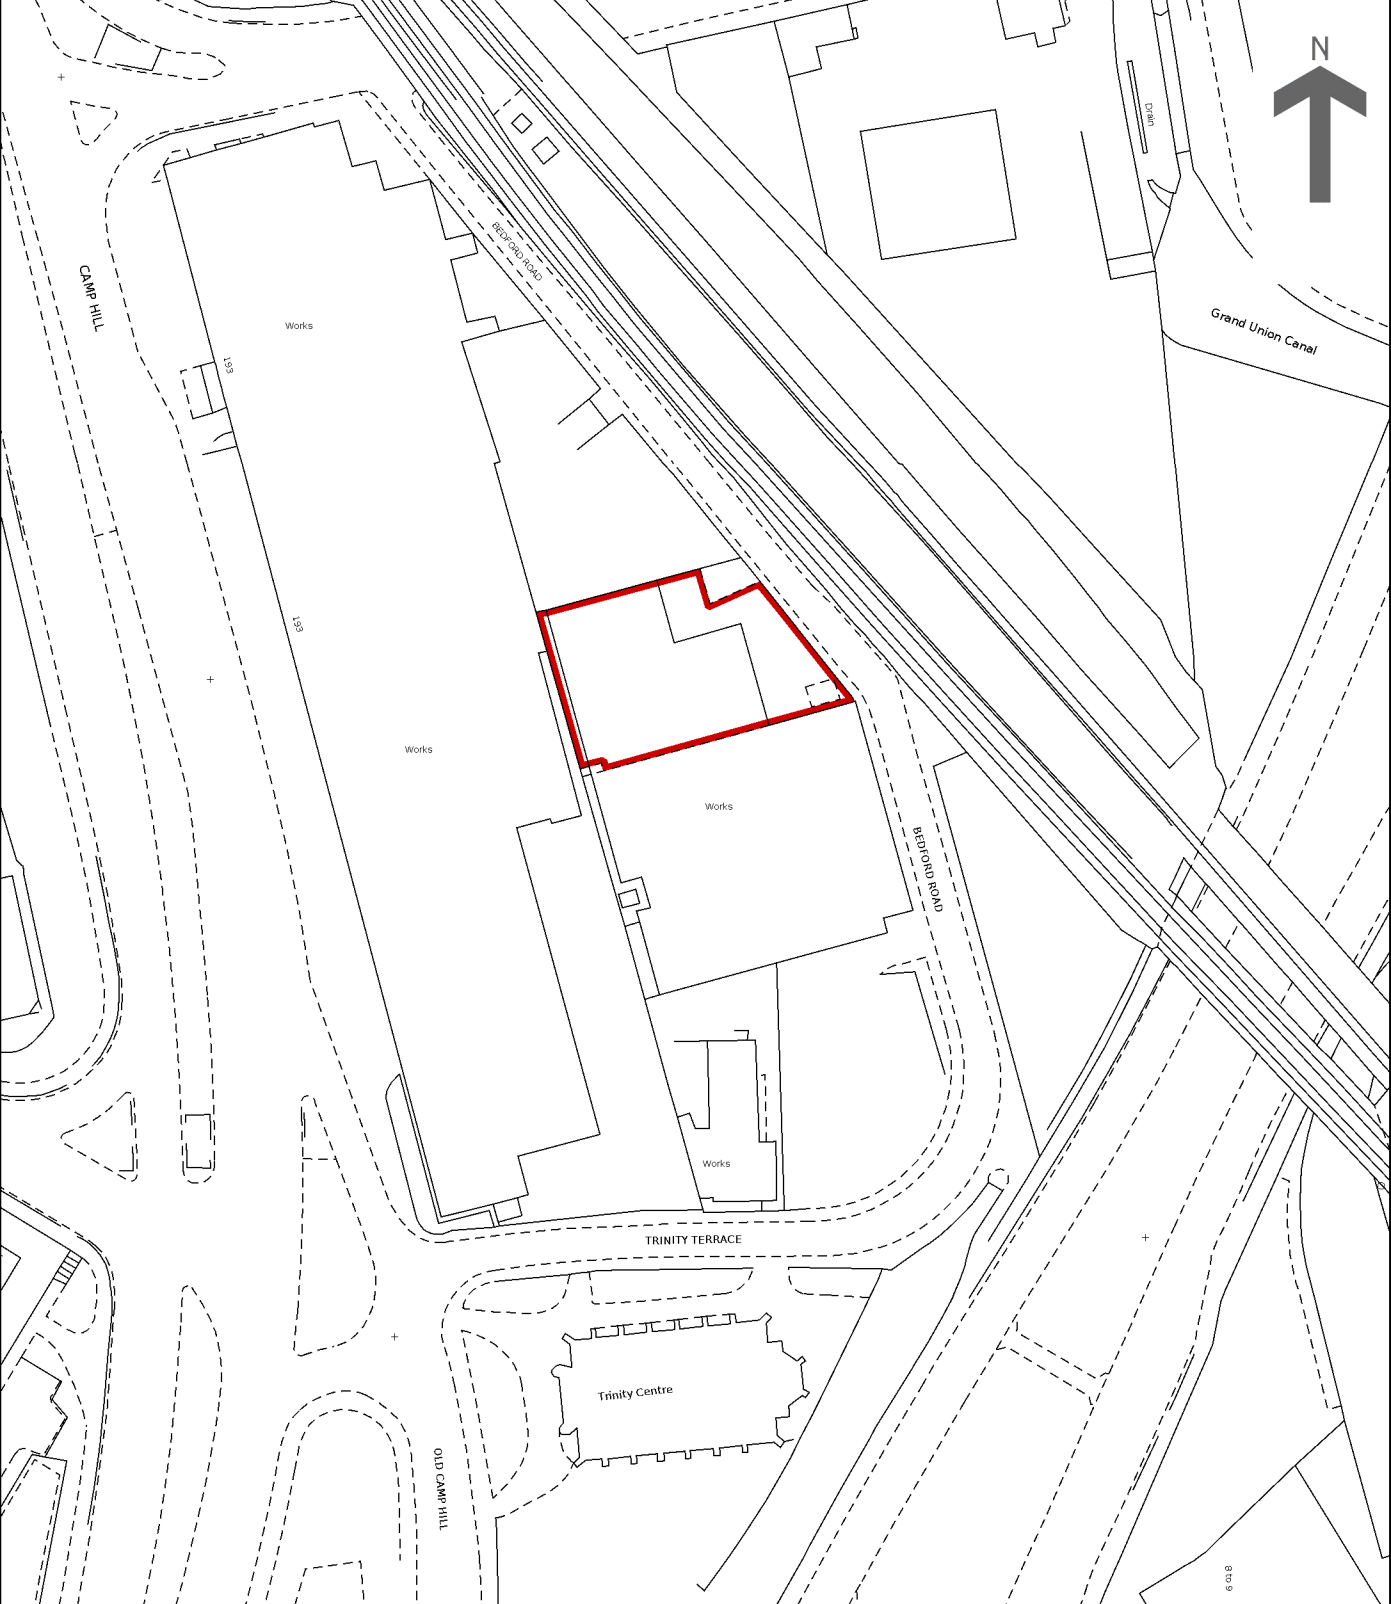 N
Drain
BEDFORD ROAD
CAMP HILL
Works
Grand Union Canal
193
193
Works
Works
BEDFORD ROAD
Works
TRINITY TERRACE
Trinity Centre
OLD CAMP HILL
8 to 9